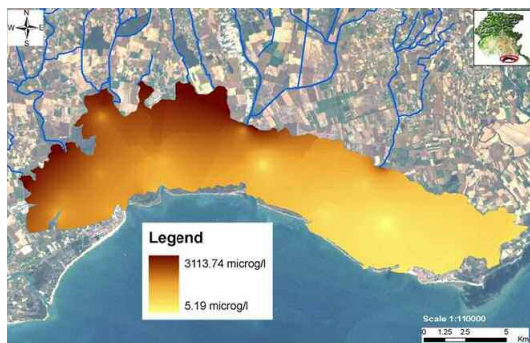 N
W E
S
Legend
3113.74 microg/l
5.19 microg/l
Scale 1:110000
0 1.25 2.5 5
Km